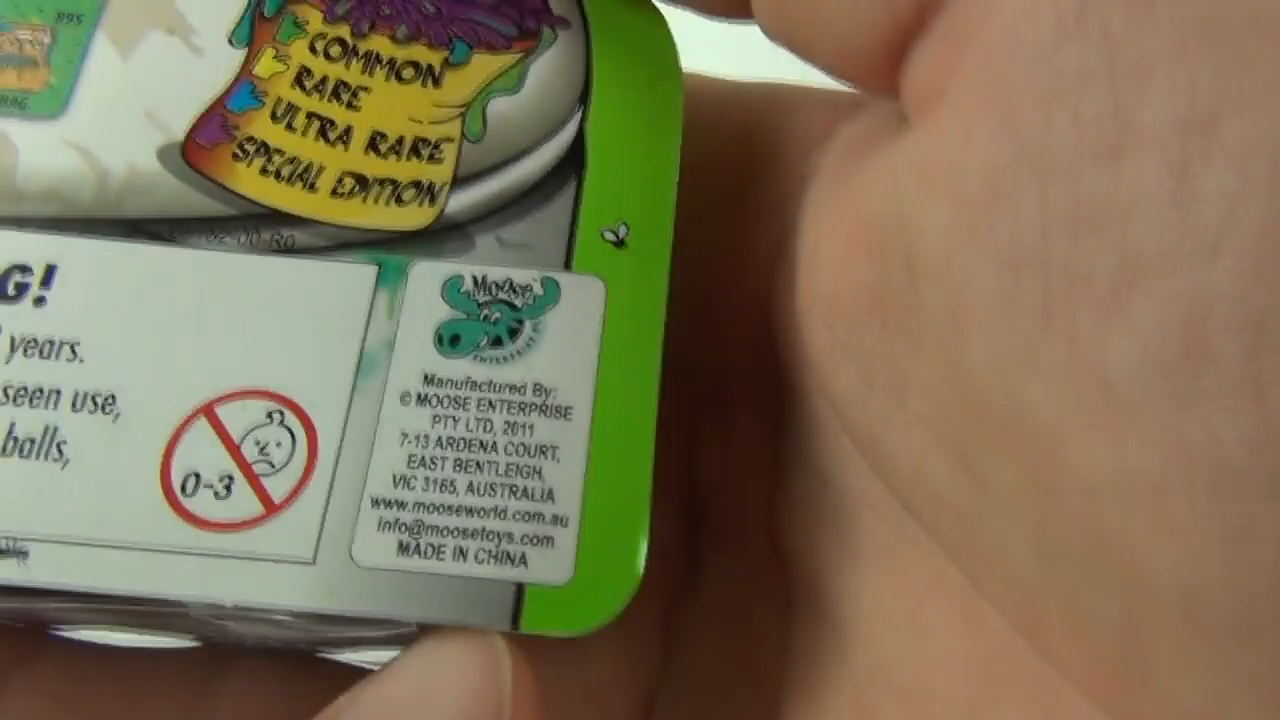 895
COMMON
RARE
ULTRA RARE
SPECIAL EDITION
G!
years.
seen use,
balls,
0-3
Moose
ENTERPRISE
Manufactured By:
© MOOSE ENTERPRISE
PTY LTD, 2011
7-13 ARDENA COURT,
EAST BENTLEIGH,
VIC 3165, AUSTRALIA
www.mooseworld.com.au
info@moosetoys.com
MADE IN CHINA